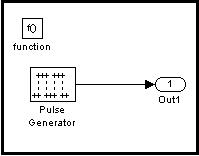 f()
function
1
Pulse
Generator
Out1